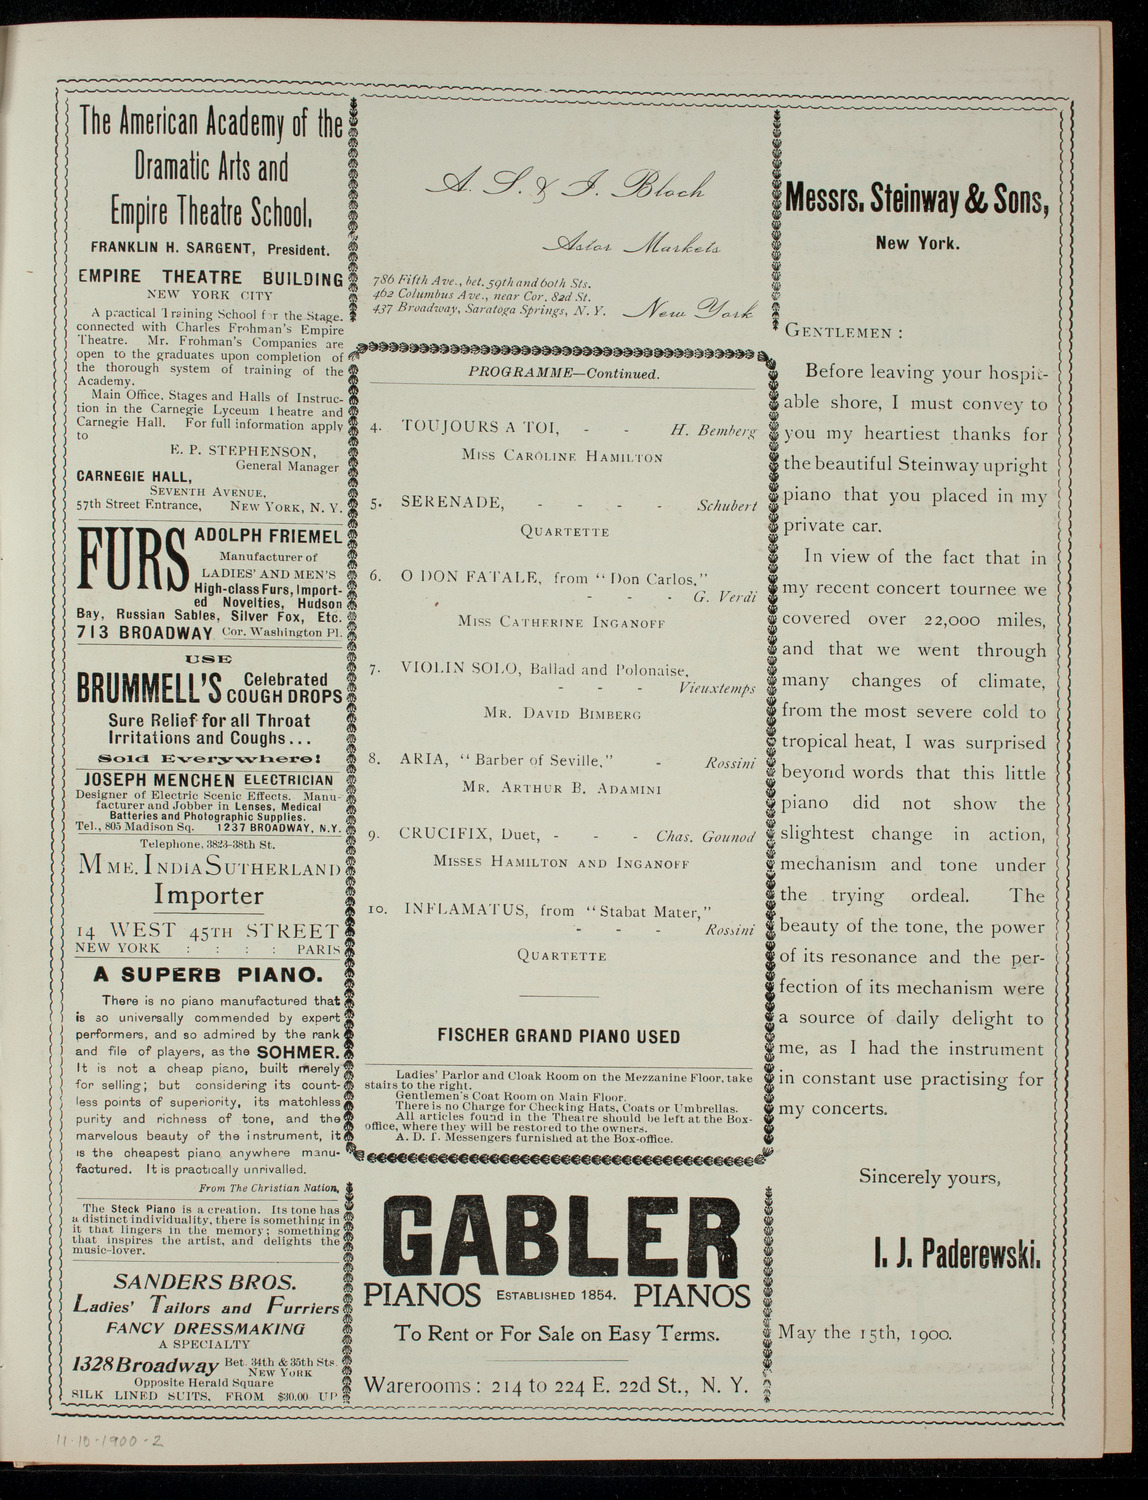 The American Academy of the
Dramatic Arts and
Empire Theatre School,
FRANKLIN H. SARGENT, President.
EMPIRE THEATRE BUILDING
NEW YORK CITY
A practical Training School for the Stage.
connected with Charles Frohman's Empire
Theatre. Mr. Frohman's Companies are
open to the graduates upon completion of
the thorough system of training of the
Academy.
Main Office, Stages and Halls of Instruc-
tion in the Carnegie Lyceum Theatre and
Carnegie Hall. For full information apply
to
E. P. STEPHENSON,
General Manager
CARNEGIE HALL,
SEVENTH AVENUE,
57th Street Entrance, NEW YORK, N. Y.
FURS
ADOLPH FRIEMEL
Manufacturer of
LADIES' AND MEN'S
High-class Furs, Import-
ed Novelties, Hudson
Bay, Russian Sables, Silver Fox, Etc.
713 BROADWAY Cor. Washington Pl.
USE
BRUMMELL'S Celebrated
COUGH DROPS
Sure Relief for all Throat
Irritations and Coughs...
Sold Everywhere!
JOSEPH MENCHEN ELECTRICIAN
Designer of Electric Scenic Effects. Manu-
facturer and Jobber in Lenses, Medical
Batteries and Photographic Supplies.
Tel., 805 Madison Sq. 1237 BROADWAY, N.Y.
Telephone, 3823-38th St.
MME. INDIA SUTHERLAND
Importer
14 WEST 45TH STREET
NEW YORK : : : : PARIS
A SUPERB PIANO.
There is no piano manufactured that
is so universally commended by expert
performers, and so admired by the rank
and file of players, as the SOHMER.
It is not a cheap piano, built merely
for selling; but considering its count-
less points of superiority, its matchless
purity and richness of tone, and the
marvelous beauty of the instrument, it
is the cheapest piano anywhere manu-
factured. It is practically unrivalled.
From The Christian Nation,
The Steck Piano is a creation. Its tone has
a distinct individuality, there is something in
it that lingers in the memory; something
that inspires the artist, and delights the
music-lover.
SANDERS BROS.
Ladies' Tailors and Furriers
FANCY DRESSMAKING
A SPECIALTY
1328 Broadway Bet. 34th & 35th Sts
NEW YORK
Opposite Herald Square
SILK LINED SUITS, FROM $30.00 UP
A. S. & I. Bloch
Astor Markets
786 Fifth Ave., bet. 59th and 60th Sts.
462 Columbus Ave., near Cor. 82d St.
437 Broadway, Saratoga Springs, N. Y.
New York
PROGRAMME—Continued.
4. TOUJOURS A TOI, - - H. Bemberg
MISS CAROLINE HAMILTON
5. SERENADE, - - - - Schubert
QUARTETTE
6. O DON FATALE, from "Don Carlos,"
- - - G. Verdi
MISS CATHERINE INGANOFF
7. VIOLIN SOLO, Ballad and Polonaise,
- - - Vieuxtemps
MR. DAVID BIMBERG
8. ARIA, "Barber of Seville," - Rossini
MR. ARTHUR B. ADAMINI
9. CRUCIFIX, Duet, - - - Chas. Gounod
MISSES HAMILTON AND INGANOFF
10. INFLAMATUS, from "Stabat Mater,"
- - - Rossini
QUARTETTE
FISCHER GRAND PIANO USED
Ladies' Parlor and Cloak Room on the Mezzanine Floor, take
stairs to the right.
Gentlemen's Coat Room on Main Floor.
There is no Charge for Checking Hats, Coats or Umbrellas.
All articles found in the Theatre should be left at the Box-
office, where they will be restored to the owners.
A. D. T. Messengers furnished at the Box-office.
GABLER
PIANOS ESTABLISHED 1854. PIANOS
To Rent or For Sale on Easy Terms.
Warerooms: 214 to 224 E. 22d St., N. Y.
Messrs. Steinway & Sons,
New York.
GENTLEMEN:
Before leaving your hospit-
able shore, I must convey to
you my heartiest thanks for
the beautiful Steinway upright
piano that you placed in my
private car.
In view of the fact that in
my recent concert tournee we
covered over 22,000 miles,
and that we went through
many changes of climate,
from the most severe cold to
tropical heat, I was surprised
beyond words that this little
piano did not show the
slightest change in action,
mechanism and tone under
the trying ordeal. The
beauty of the tone, the power
of its resonance and the per-
fection of its mechanism were
a source of daily delight to
me, as I had the instrument
in constant use practising for
my concerts.
Sincerely yours,
I. J. Paderewski.
May the 15th, 1900.
11-10-1900-2